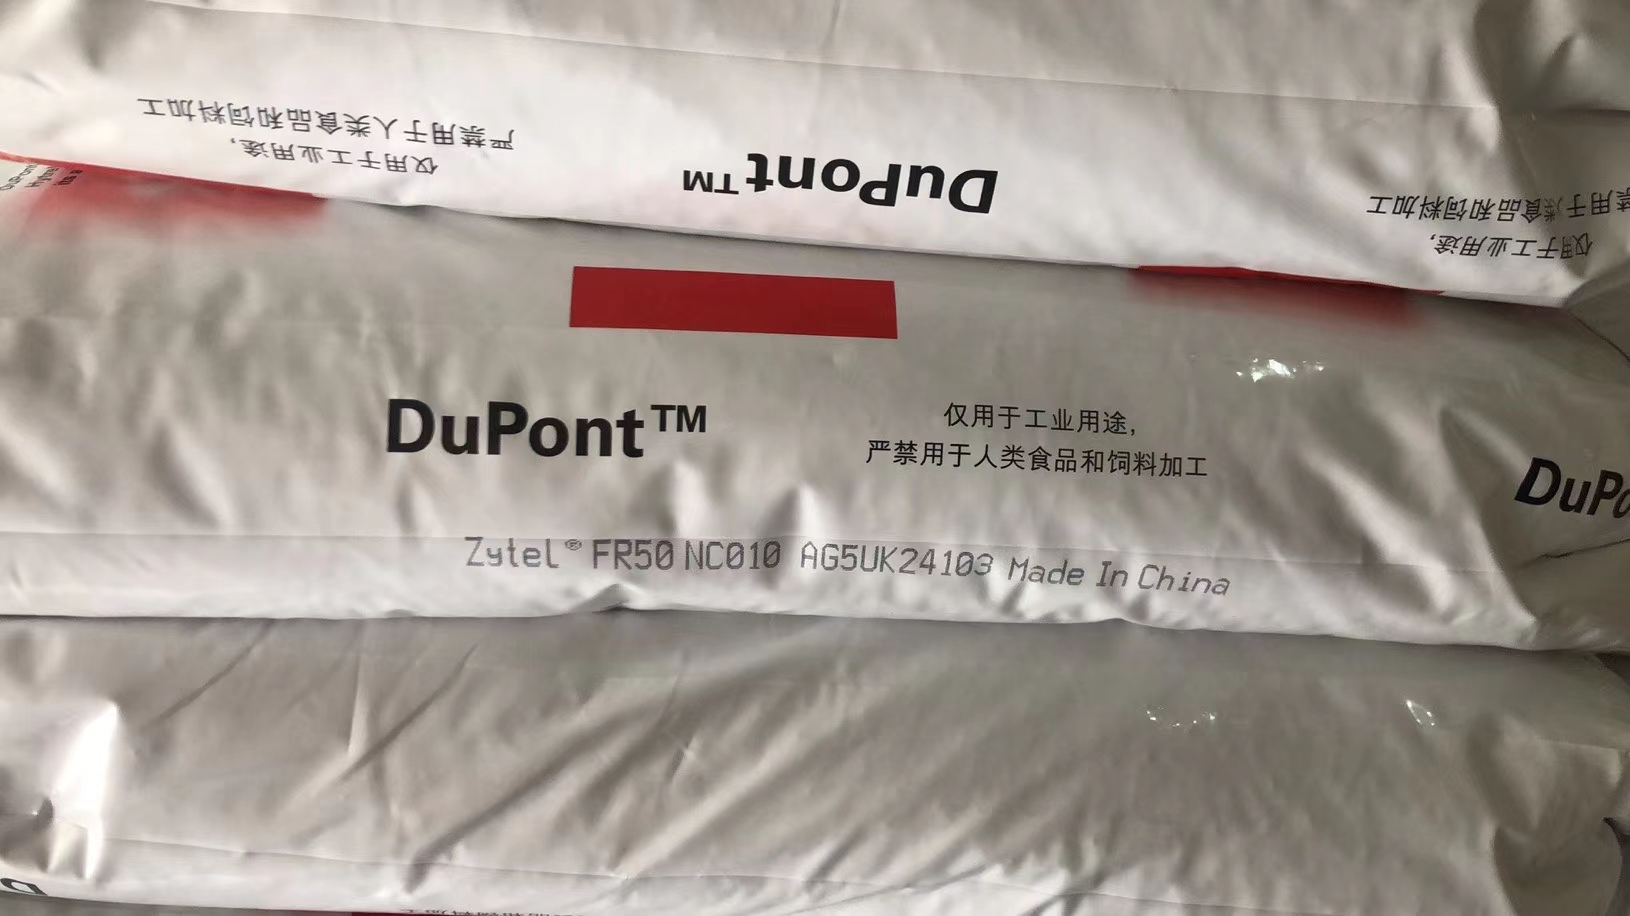 仅用于工业用途,
严禁用于人类食品和饲料加工
DuPont™
仅用于工业用途,
禁用于 食品和饲料加工
DuPont
Hytrel
DuPont™
仅用于工业用途,
严禁用于人类食品和饲料加工
DuPo
Zytel® FR50 NC010 AG5UK24103 Made In China
D